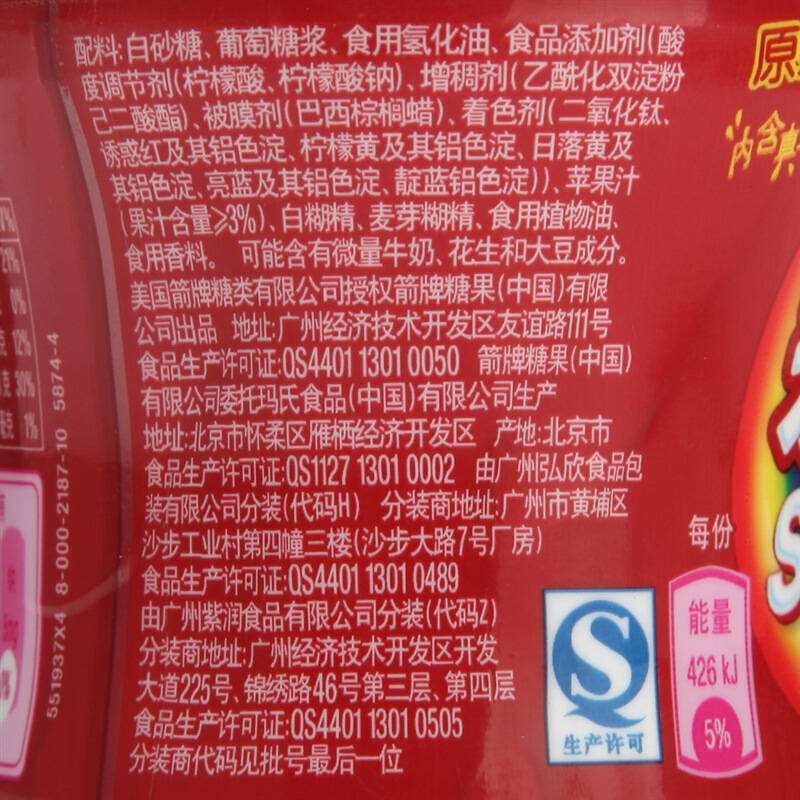 配料:白砂糖、葡萄糖浆、食用氢化油、食品添加剂(酸
度调节剂(柠檬酸、柠檬酸钠)、增稠剂(乙酰化双淀粉
己二酸酯)、被膜剂(巴西棕榈蜡)、着色剂(二氧化钛、
诱惑红及其铝色淀、柠檬黄及其铝色淀、日落黄及
其铝色淀、亮蓝及其铝色淀、靛蓝铝色淀))、苹果汁
(果汁含量≥3%)、白糊精、麦芽糊精、食用植物油、
食用香料。 可能含有微量牛奶、花生和大豆成分。
美国箭牌糖类有限公司授权箭牌糖果(中国)有限
公司出品 地址:广州经济技术开发区友谊路111号
食品生产许可证:QS4401 1301 0050 箭牌糖果(中国)
有限公司委托玛氏食品(中国)有限公司生产
地址:北京市怀柔区雁栖经济开发区 产地:北京市
食品生产许可证:QS1127 1301 0002 由广州弘欣食品包
装有限公司分装(代码H) 分装商地址:广州市黄埔区
沙步工业村第四幢三楼(沙步大路7号厂房)
食品生产许可证:QS4401 1301 0489
由广州紫润食品有限公司分装(代码Z)
分装商地址:广州经济技术开发区开发
大道225号、锦绣路46号第三层、第四层
食品生产许可证:QS4401 1301 0505
分装商代码见批号最后一位
551937X4 8-000-2187-10 5874-4
21%
0%
12%
30%
1%
原
内含真
每份
能量
426 kJ
5%
S
生产许可